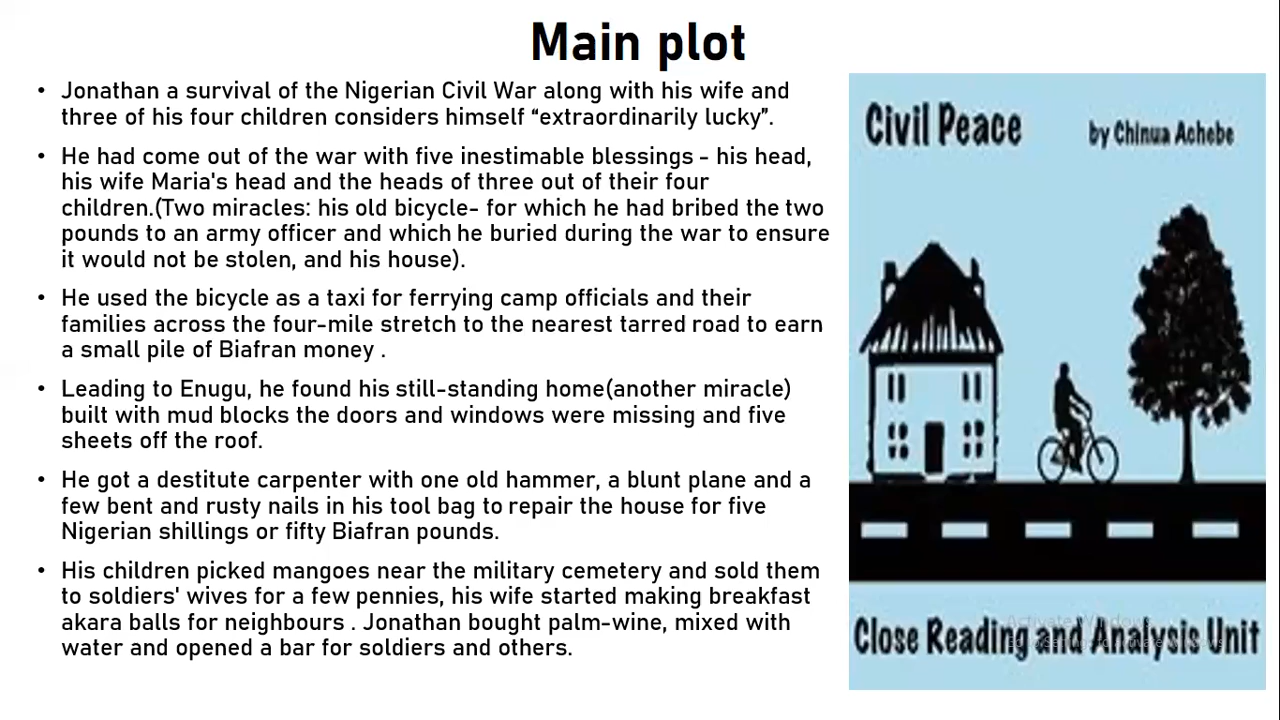 Main plot
• Jonathan a survival of the Nigerian Civil War along with his wife and
three of his four children considers himself “extraordinarily lucky”.
• He had come out of the war with five inestimable blessings - his head,
his wife Maria's head and the heads of three out of their four
children.(Two miracles: his old bicycle- for which he had bribed the two
pounds to an army officer and which he buried during the war to ensure
it would not be stolen, and his house).
• He used the bicycle as a taxi for ferrying camp officials and their
families across the four-mile stretch to the nearest tarred road to earn
a small pile of Biafran money .
• Leading to Enugu, he found his still-standing home(another miracle)
built with mud blocks the doors and windows were missing and five
sheets off the roof.
• He got a destitute carpenter with one old hammer, a blunt plane and a
few bent and rusty nails in his tool bag to repair the house for five
Nigerian shillings or fifty Biafran pounds.
• His children picked mangoes near the military cemetery and sold them
to soldiers' wives for a few pennies, his wife started making breakfast
akara balls for neighbours . Jonathan bought palm-wine, mixed with
water and opened a bar for soldiers and others.
Civil Peace by Chinua Achebe
Activate Windows
Close Reading and Analysis Unit